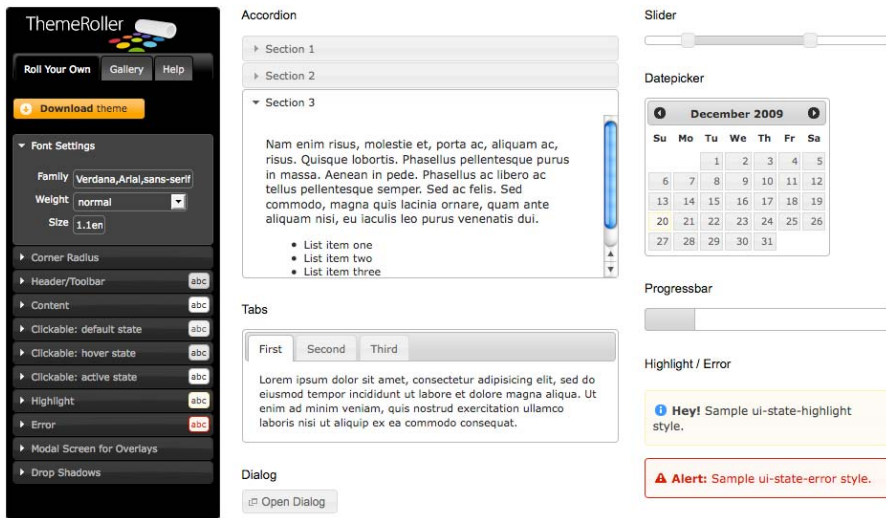 ThemeRoller
Roll Your Own
Gallery
Help
Download theme
Font Settings
Family Verdana,Arial,sans-serif
Weight normal
Size 1.1em
Corner Radius
Header/Toolbar abc
Content abc
Clickable: default state abc
Clickable: hover state abc
Clickable: active state abc
Highlight abc
Error abc
Modal Screen for Overlays
Drop Shadows
Accordion
Section 1
Section 2
Section 3
Nam enim risus, molestie et, porta ac, aliquam ac,
risus. Quisque lobortis. Phasellus pellentesque purus
in massa. Aenean in pede. Phasellus ac libero ac
tellus pellentesque semper. Sed ac felis. Sed
commodo, magna quis lacinia ornare, quam ante
aliquam nisi, eu iaculis leo purus venenatis dui.
List item one
List item two
List item three
Tabs
First Second Third
Lorem ipsum dolor sit amet, consectetur adipisicing elit, sed do
eiusmod tempor incididunt ut labore et dolore magna aliqua. Ut
enim ad minim veniam, quis nostrud exercitation ullamco
laboris nisi ut aliquip ex ea commodo consequat.
Dialog
Open Dialog
Slider
Datepicker
December 2009
Su Mo Tu We Th Fr Sa
1 2 3 4 5
6 7 8 9 10 11 12
13 14 15 16 17 18 19
20 21 22 23 24 25 26
27 28 29 30 31
Progressbar
Highlight / Error
Hey! Sample ui-state-highlight
style.
Alert: Sample ui-state-error style.